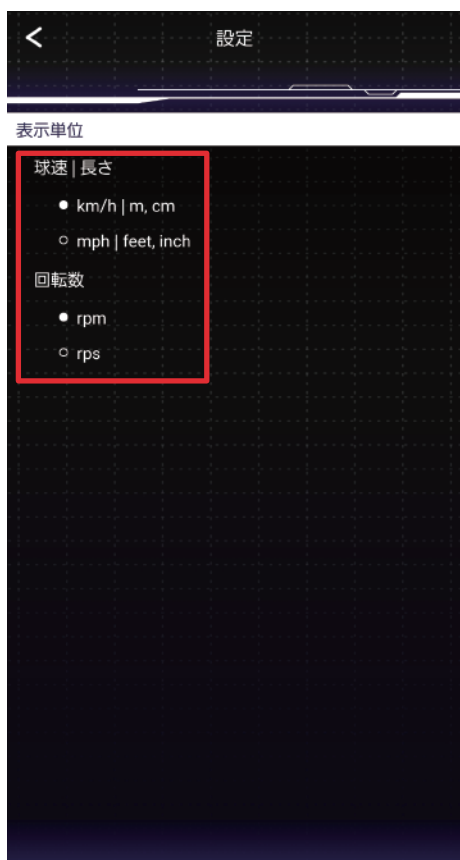 設定
表示単位
球速 | 長さ
km/h | m, cm
mph | feet, inch
回転数
rpm
rps